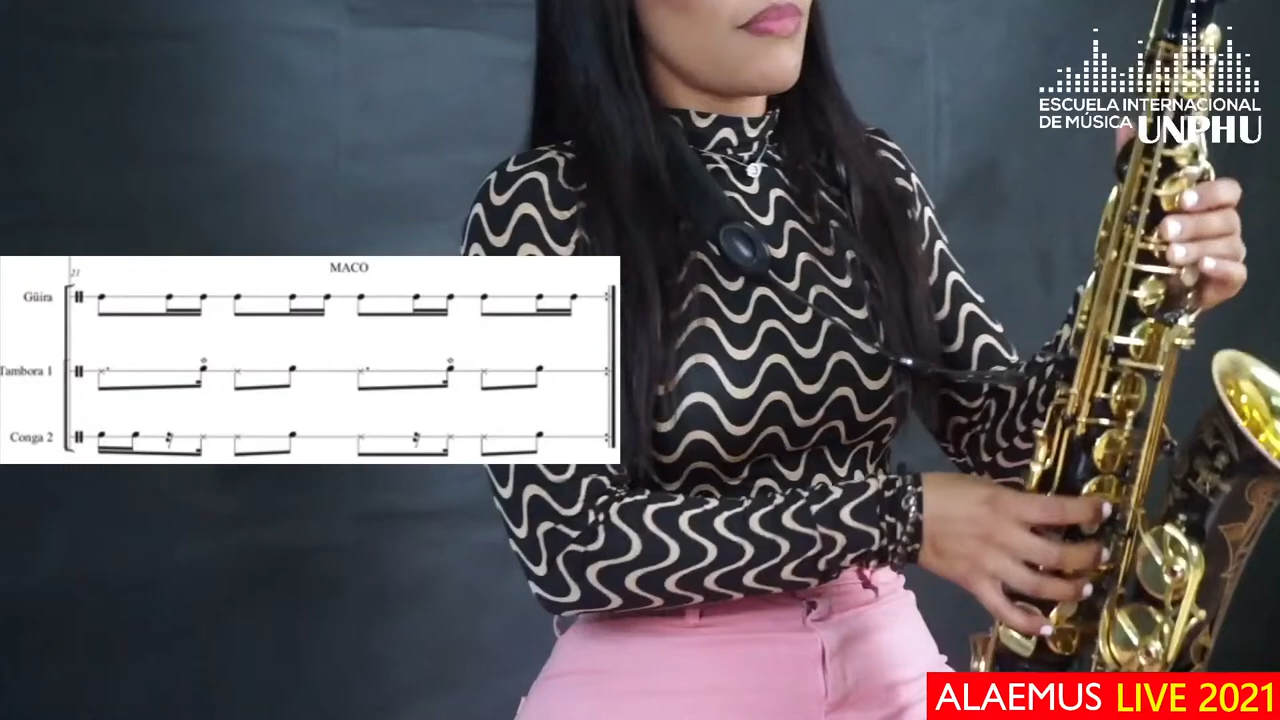 ESCUELA INTERNACIONAL
DE MÚSICA UNPHU
MACO
21
Güira
Tambora 1
Conga 2
ALAEMUS LIVE 2021